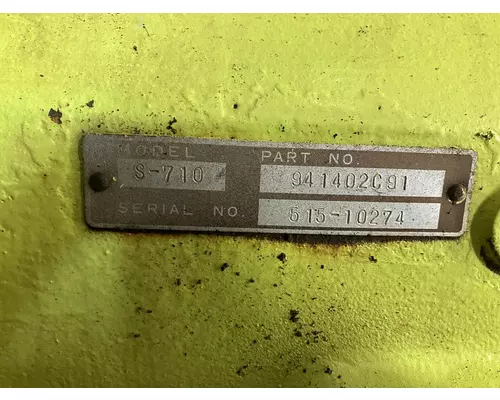 MODEL PART NO.
S-710 941402C91
SERIAL NO. 515-10274